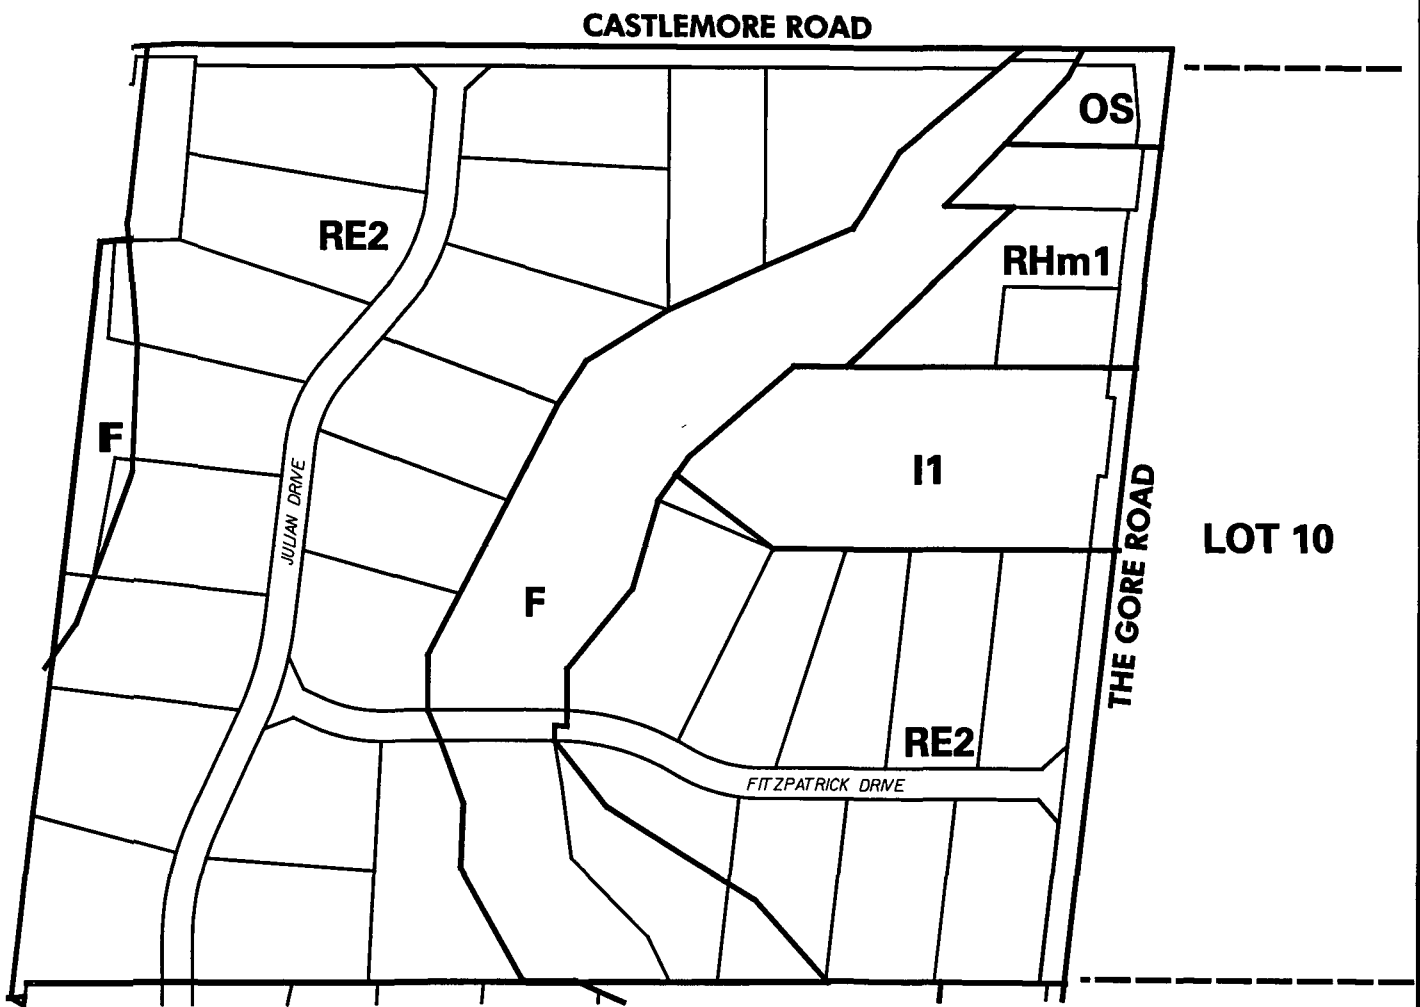 CASTLEMORE ROAD
OS
RE2
RHm1
F
I1
JULIAN DRIVE
THE GORE ROAD
LOT 10
F
RE2
FITZPATRICK DRIVE